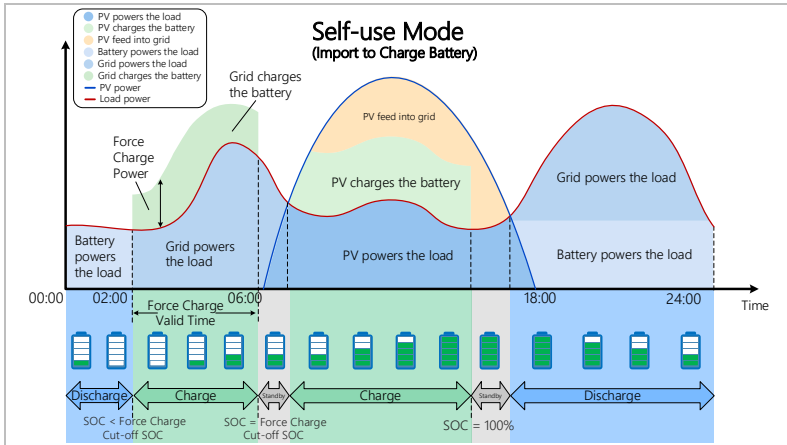 Self-use Mode
(Import to Charge Battery)
PV powers the load
PV charges the battery
PV feed into grid
Battery powers the load
Grid powers the load
Grid charges the battery
PV power
Load power
Grid charges
the battery
Force
Charge
Power
PV feed into grid
PV charges the battery
Grid powers the load
Battery
powers
the load
Grid powers
the load
PV powers the load
Battery powers the load
00:00
02:00
06:00
18:00
24:00
Time
Force Charge
Valid Time
Discharge
Charge
Standby
Charge
Standby
Discharge
SOC < Force Charge
Cut-off SOC
SOC = Force Charge
Cut-off SOC
SOC = 100%